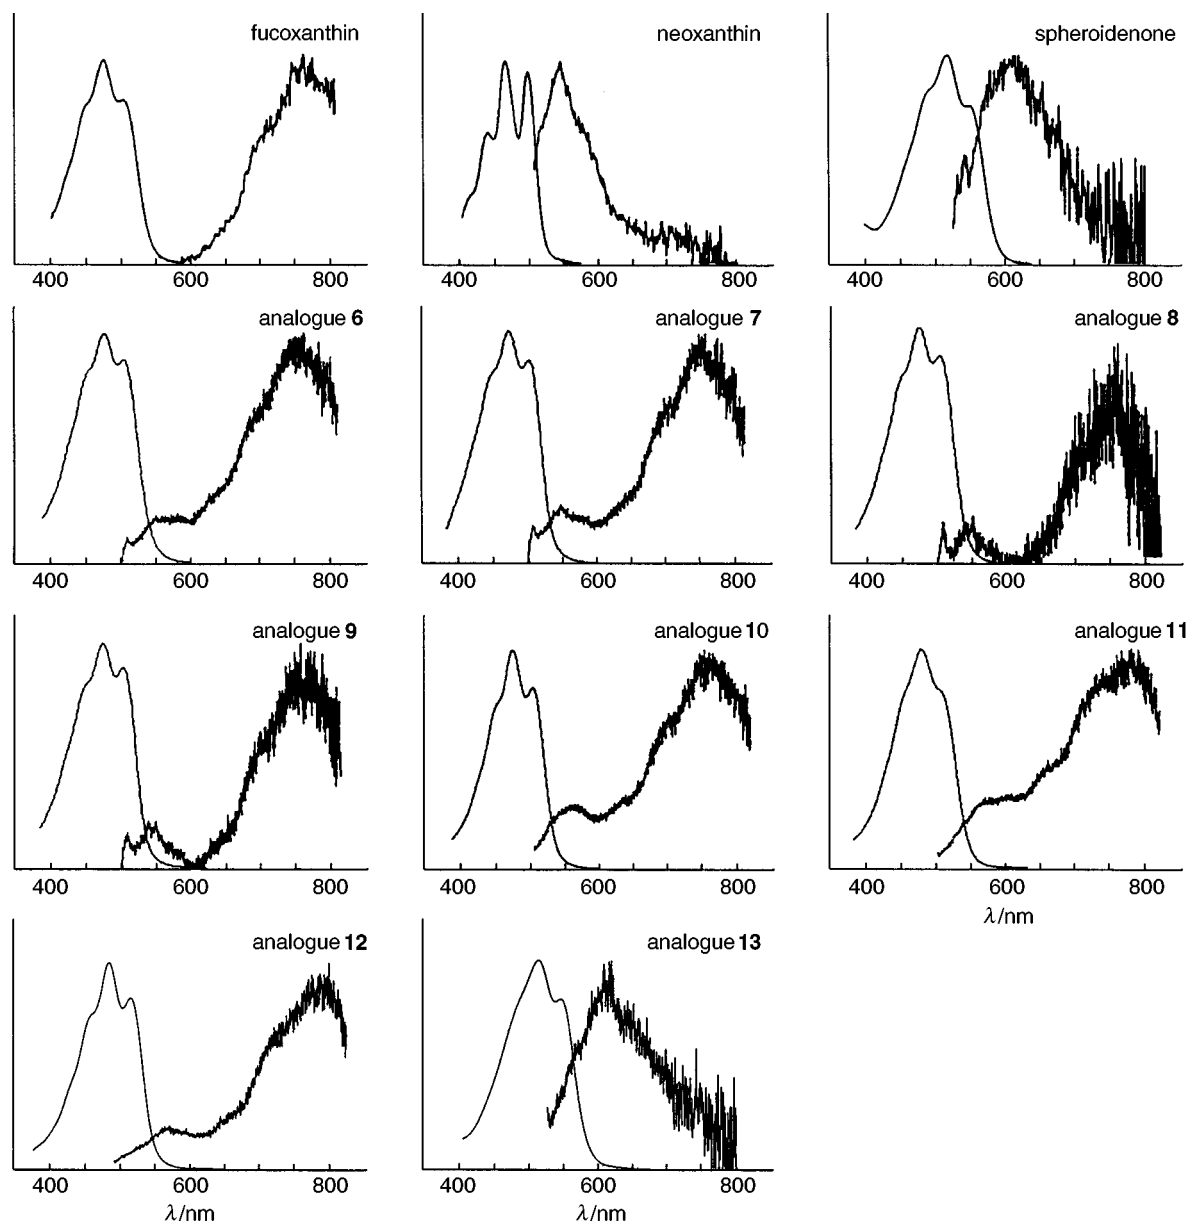 fucoxanthin
neoxanthin
spheroidenone
400 600 800
400 600 800
400 600 800
analogue 6
analogue 7
analogue 8
400 600 800
400 600 800
400 600 800
analogue 9
analogue 10
analogue 11
400 600 800
400 600 800
400 600 800
λ/nm
analogue 12
analogue 13
400 600 800
400 600 800
λ/nm
λ/nm